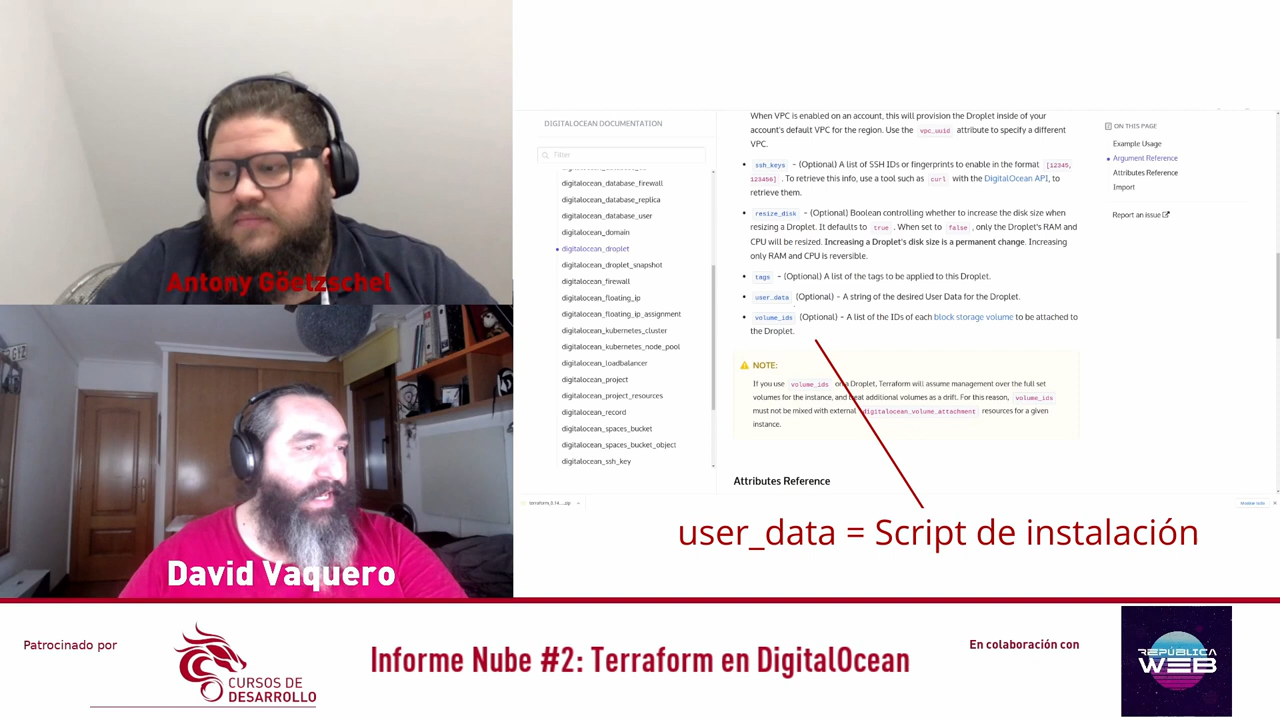 Antony Göetzschel
David Vaquero
DIGITALOCEAN DOCUMENTATION
Filter
digitalocean_database_firewall
digitalocean_database_replica
digitalocean_database_user
digitalocean_domain
digitalocean_droplet
digitalocean_droplet_snapshot
digitalocean_firewall
digitalocean_floating_ip
digitalocean_floating_ip_assignment
digitalocean_kubernetes_cluster
digitalocean_kubernetes_node_pool
digitalocean_loadbalancer
digitalocean_project
digitalocean_project_resources
digitalocean_record
digitalocean_spaces_bucket
digitalocean_spaces_bucket_object
digitalocean_ssh_key
When VPC is enabled on an account, this will provision the Droplet inside of your
account's default VPC for the region. Use the vpc_uuid attribute to specify a different
VPC.
ssh_keys - (Optional) A list of SSH IDs or fingerprints to enable in the format [12345,
123456] . To retrieve this info, use a tool such as curl with the DigitalOcean API, to
retrieve them.
resize_disk - (Optional) Boolean controlling whether to increase the disk size when
resizing a Droplet. It defaults to true . When set to false , only the Droplet's RAM and
CPU will be resized. Increasing a Droplet's disk size is a permanent change. Increasing
only RAM and CPU is reversible.
tags - (Optional) A list of the tags to be applied to this Droplet.
user_data (Optional) - A string of the desired User Data for the Droplet.
volume_ids (Optional) - A list of the IDs of each block storage volume to be attached to
the Droplet.
NOTE:
If you use volume_ids on a Droplet, Terraform will assume management over the full set
volumes for the instance, and treat additional volumes as a drift. For this reason, volume_ids
must not be mixed with external digitalocean_volume_attachment resources for a given
instance.
Attributes Reference
ON THIS PAGE
Example Usage
Argument Reference
Attributes Reference
Import
Report an issue
user_data = Script de instalación
Patrocinado por
CURSOS DE
DESARROLLO
Informe Nube #2: Terraform en DigitalOcean
En colaboración con
REPÚBLICA
WEB